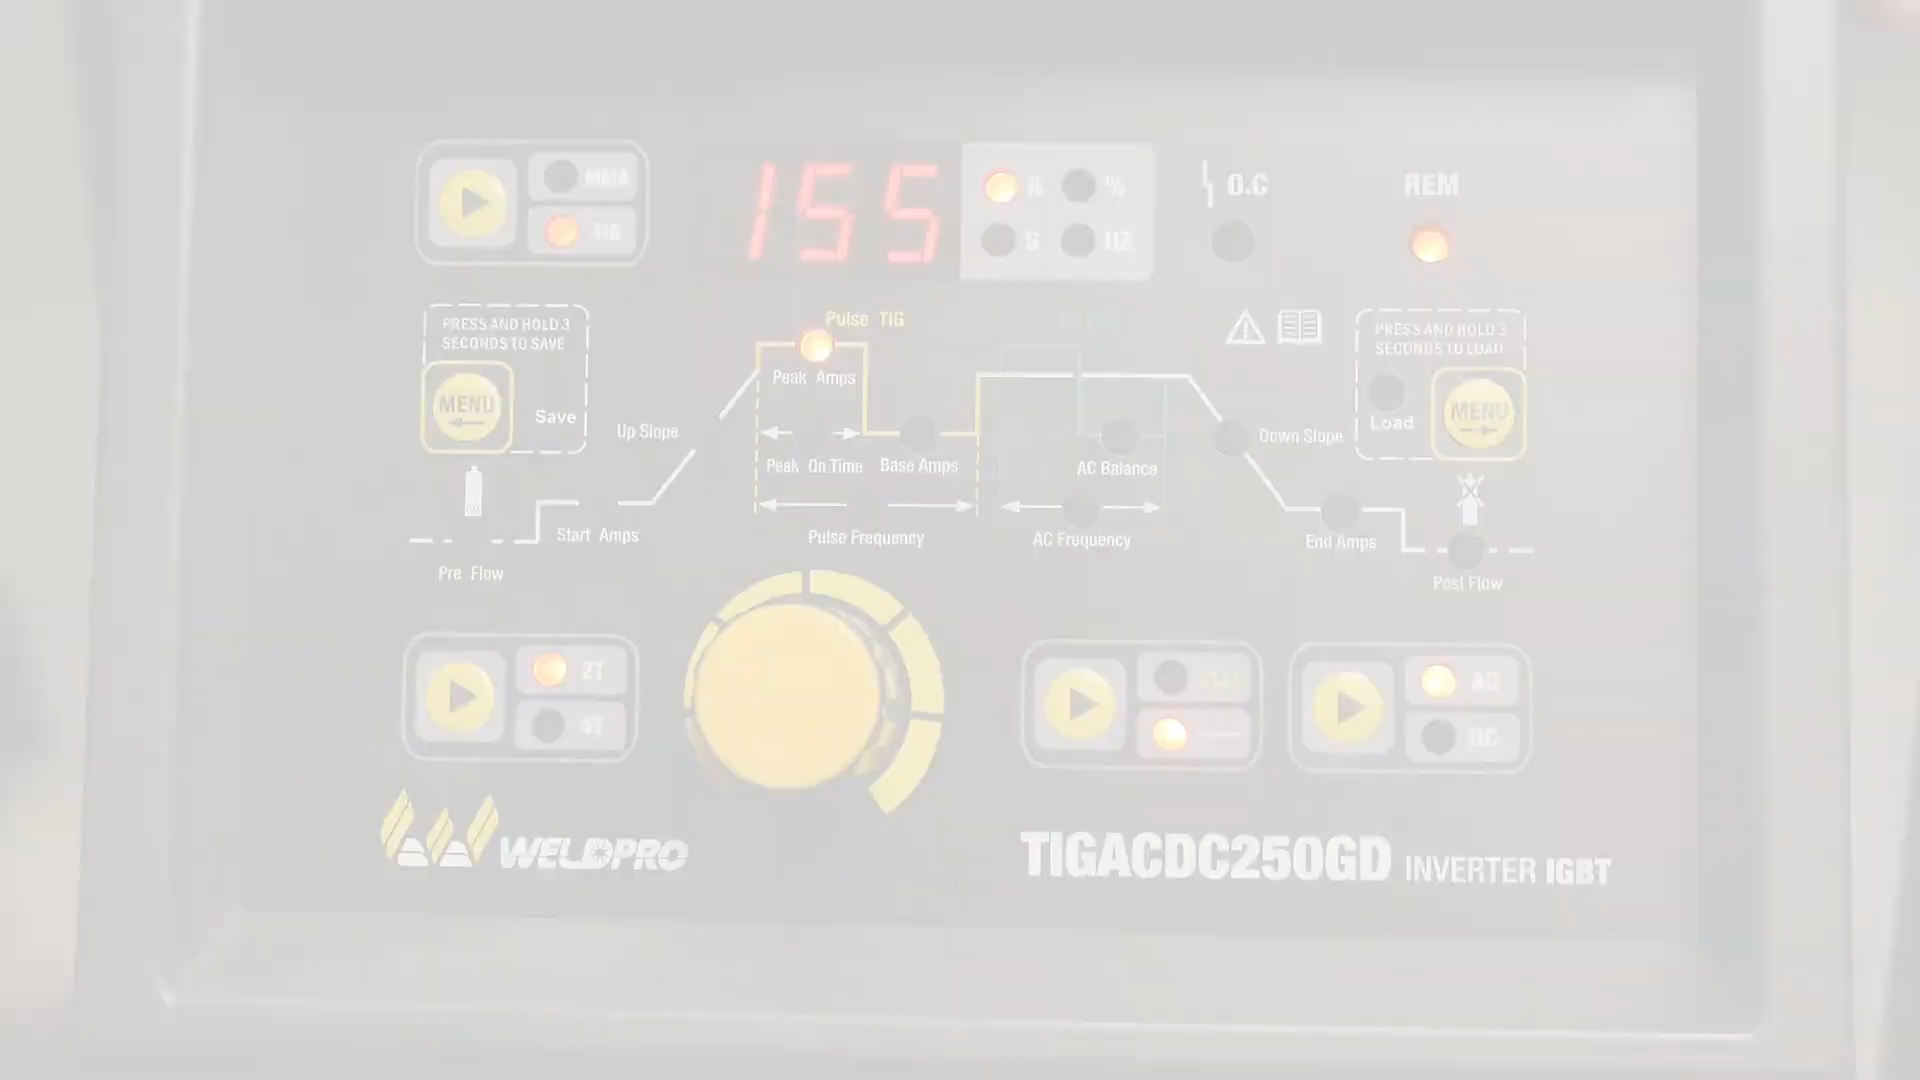 MMA
TIG
155
A
%
S
HZ
O.C
REM
PRESS AND HOLD 3
SECONDS TO SAVE
MENU
Save
Pulse TIG
Peak Amps
Up Slope
Peak On Time
Base Amps
AC Balance
Down Slope
PRESS AND HOLD 3
SECONDS TO LOAD
Load
MENU
Start Amps
Pulse Frequency
AC Frequency
End Amps
Pre Flow
Post Flow
2T
4T
AC
DC
WELDPRO
TIGACDC250GD INVERTER IGBT